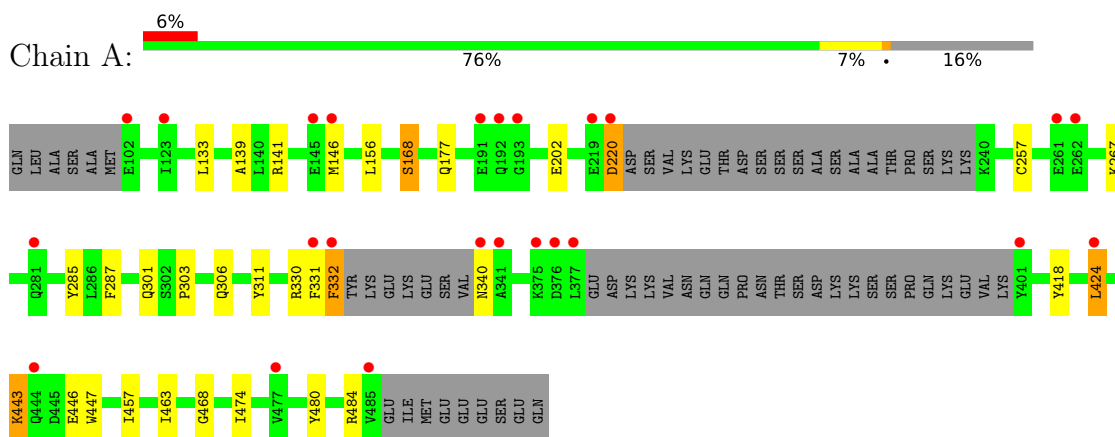 6%
Chain A:
76% 7% • 16%
GLN LEU ALA SER ALA MET E102 I123 L133 A139 L140 R141 E145 M146 L156 S168 Q177 E191 Q192 G193 E202 E219 D220 ASP SER VAL LYS GLU THR ASP SER SER SER ALA SER ALA ALA THR PRO SER LYS LYS K240 C257 E261 E262 K267
Q281 Y285 L286 F287 Q301 S302 P303 Q306 Y311 R330 F331 F332 TYR LYS GLU LYS GLU SER VAL N340 A341 K375 D376 L377 GLU ASP LYS LYS VAL ASN GLN GLN PRO ASN THR SER ASP LYS LYS SER SER PRO GLN LYS GLU VAL LYS Y401 Y418 L424
K443 Q444 D445 E446 W447 I457 I463 G468 I474 V477 Y480 R484 V485 GLU ILE MET GLU GLU GLU SER GLU GLN